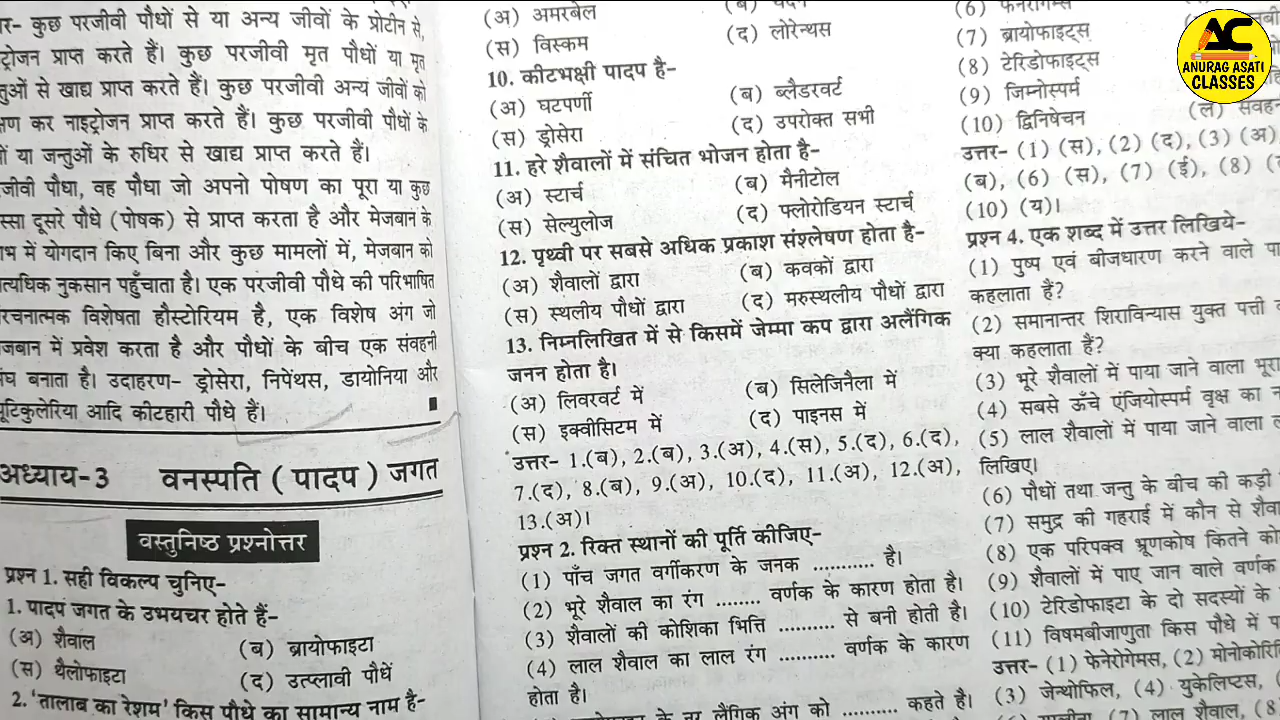 कुछ परजीवी पौधों से या अन्य जीवों के प्रोटीन से,
प्राप्त करते हैं। कुछ परजीवी मृत पौधों या मृत
से खाद्य प्राप्त करते हैं। कुछ परजीवी अन्य जीवों को
कर नाइट्रोजन प्राप्त करते हैं। कुछ परजीवी पौधों के
या जन्तुओं के रुधिर से खाद्य प्राप्त करते हैं।
पौधा, वह पौधा जो अपनो पोषण का पूरा या कुछ
दूसरे पौधे (पोषक) से प्राप्त करता है और मेजबान के
में योगदान किए बिना और कुछ मामलों में, मेजबान को
नुकसान पहुँचाता है। एक परजीवी पौधे की परिभाषित
विशेषता हौस्टोरियम है, एक विशेष अंग जो
में प्रवेश करता है और पौधों के बीच एक संवहनी
बनाता है। उदाहरण- ड्रोसेरा, निपेंथस, डायोनिया और
आदि कीटहारी पौधे हैं।
अध्याय-3 वनस्पति ( पादप ) जगत
वस्तुनिष्ठ प्रश्नोत्तर
प्रश्न 1. सही विकल्प चुनिए-
1. पादप जगत के उभयचर होते हैं-
(अ) शैवाल (ब) ब्रायोफाइटा
(स) थैलोफाइटा (द) उत्प्लावी पौधें
2. 'तालाब का रेशम' किस पौधे का सामान्य नाम है-
(अ) अमरबेल (ब)
(स) विस्कम (द) लोरेन्थस
10. कीटभक्षी पादप है-
(अ) घटपर्णी (ब) ब्लैडरवर्ट
(स) ड्रोसेरा (द) उपरोक्त सभी
11. हरे शैवालों में संचित भोजन होता है-
(अ) स्टार्च (ब) मैनीटोल
(स) सेल्युलोज (द) फ्लोरोडियन स्टार्च
12. पृथ्वी पर सबसे अधिक प्रकाश संश्लेषण होता है-
(अ) शैवालों द्वारा (ब) कवकों द्वारा
(स) स्थलीय पौधों द्वारा (द) मरुस्थलीय पौधों द्वारा
13. निम्नलिखित में से किसमें जेम्मा कप द्वारा अलैंगिक
जनन होता है।
(अ) लिवरवर्ट में (ब) सिलेजिनैला में
(स) इक्वीसिटम में (द) पाइनस में
उत्तर- 1.(ब), 2.(ब), 3.(अ), 4.(स), 5.(द), 6.(द),
7.(द), 8.(ब), 9.(अ), 10.(द), 11.(अ), 12.(अ),
13.(अ)।
प्रश्न 2. रिक्त स्थानों की पूर्ति कीजिए-
(1) पाँच जगत वर्गीकरण के जनक ........... है।
(2) भूरे शैवाल का रंग ........ वर्णक के कारण होता है।
(3) शैवालों की कोशिका भित्ति .......... से बनी होती है।
(4) लाल शैवाल का लाल रंग .......... वर्णक के कारण
होता है।
के नर लैंगिक अंग को .......... कहते है।
(6)
(7) ब्रायोफाइट्स
(8) टेरिडोफाइट्स
(9) जिम्नोस्पर्म
(10) द्विनिषेचन (ल)
उत्तर- (1) (स), (2) (द), (3) (अ)
(ब), (6) (स), (7) (ई), (8)
(10) (य)।
प्रश्न 4. एक शब्द में उत्तर लिखिये-
(1) पुष्प एवं बीजधारण करने वाले
कहलाता हैं?
(2) समानान्तर शिराविन्यास युक्त पत्ती
क्या कहलाता हैं?
(3) भूरे शैवालों में पाया जाने वाला भूरा
(4) सबसे ऊँचे एंजियोस्पर्म वृक्ष का
(5) लाल शैवालों में पाया जाने वाला
लिखिए।
(6) पौधों तथा जन्तु के बीच की कड़ी
(7) समुद्र की गहराई में कौन से
(8) एक परिपक्व भ्रूणकोष कितने
(9) शैवालों में पाए जान वाले वर्णक
(10) टेरिडोफाइटा के दो सदस्यों के
(11) विषमबीजाणुता किस पौधे में
उत्तर- (1) फेनेरोगेमस, (2)
(3) जेन्थोफिल, (4) युकेलिप्टस,
(7) लाल शैवाल, (8
AC
ANURAG ASATI
CLASSES